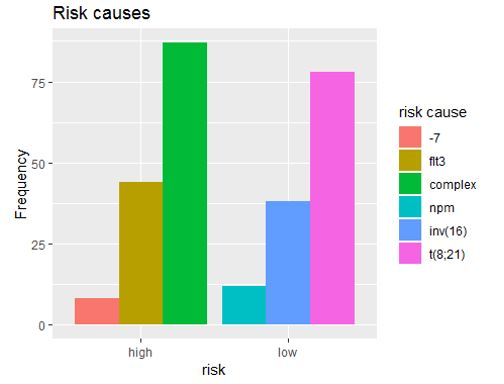 Risk causes
Frequency
75
50
25
0
high low
risk
risk cause
-7
flt3
complex
npm
inv(16)
t(8;21)